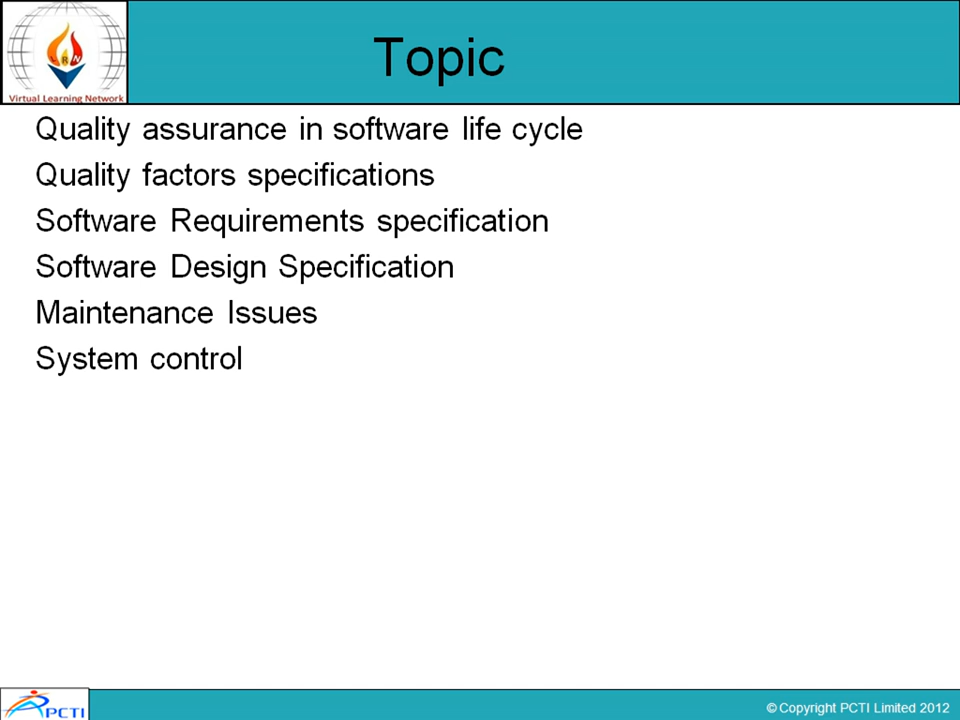 Topic
R N
Virtual Learning Network
Quality assurance in software life cycle
Quality factors specifications
Software Requirements specification
Software Design Specification
Maintenance Issues
System control
PCTI
© Copyright PCTI Limited 2012